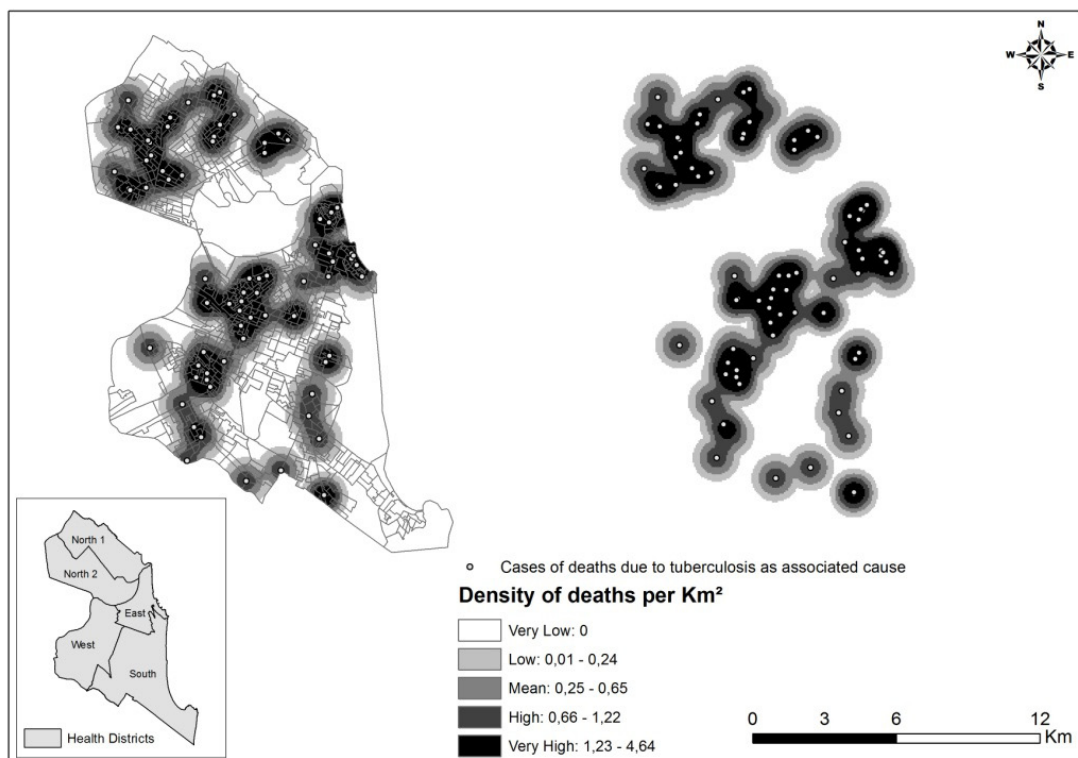 N
W E
S
North 1
North 2
East
West
South
Health Districts
Cases of deaths due to tuberculosis as associated cause
Density of deaths per Km²
Very Low: 0
Low: 0,01 - 0,24
Mean: 0,25 - 0,65
High: 0,66 - 1,22
Very High: 1,23 - 4,64
0 3 6 12
Km